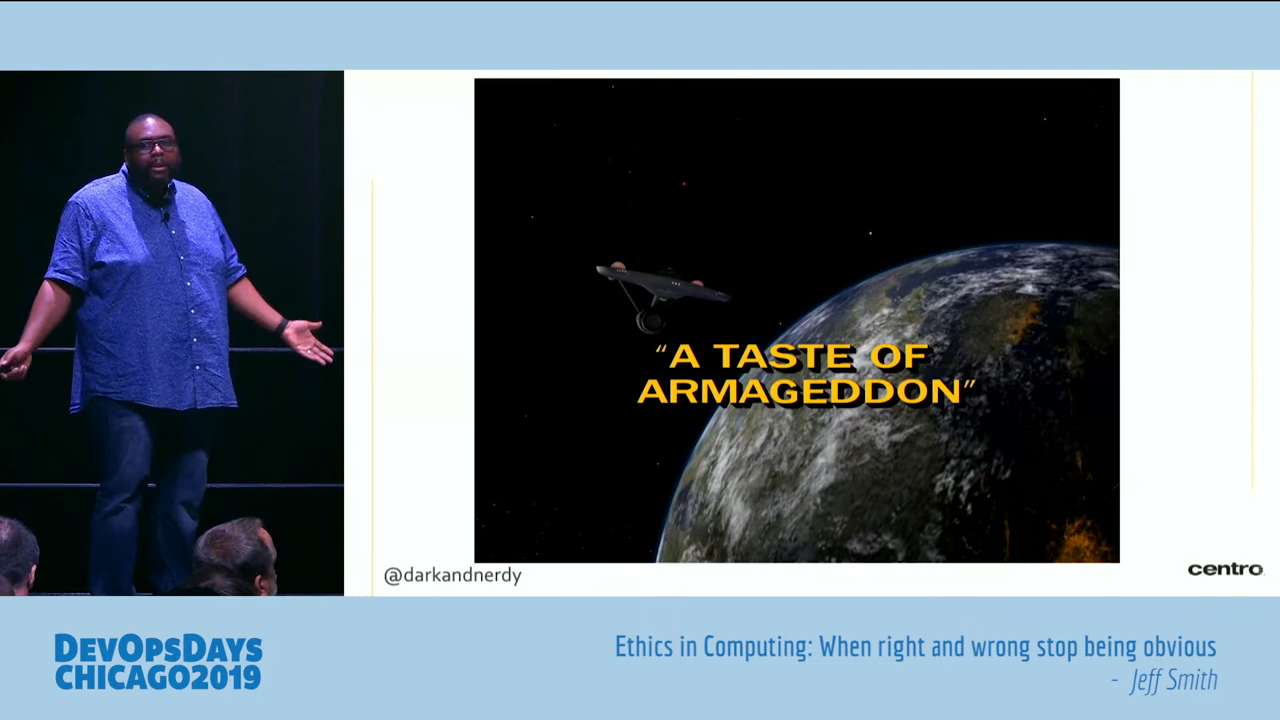 “A TASTE OF
ARMAGEDDON”
@darkandnerdy
centro
DEVOPSDAYS
CHICAGO2019
Ethics in Computing: When right and wrong stop being obvious
- Jeff Smith